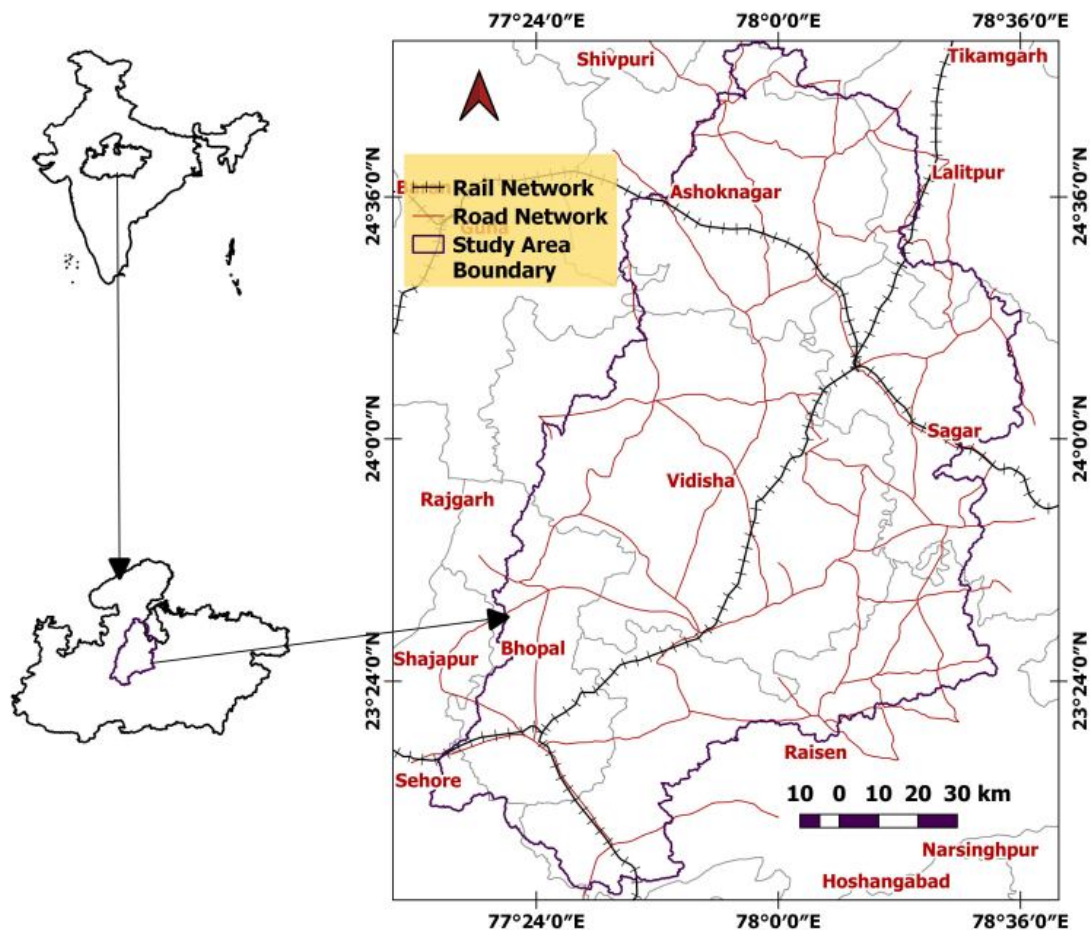 77°24′0″E 78°0′0″E 78°36′0″E
Shivpuri
Tikamgarh
Rail Network
Road Network
Study Area
Boundary
Guna
Ashoknagar
Lalitpur
24°36′0″N
24°36′0″N
24°0′0″N
24°0′0″N
Sagar
Vidisha
Rajgarh
Shajapur
Bhopal
23°24′0″N
23°24′0″N
Sehore
Raisen
10 0 10 20 30 km
Narsinghpur
Hoshangabad
77°24′0″E 78°0′0″E 78°36′0″E